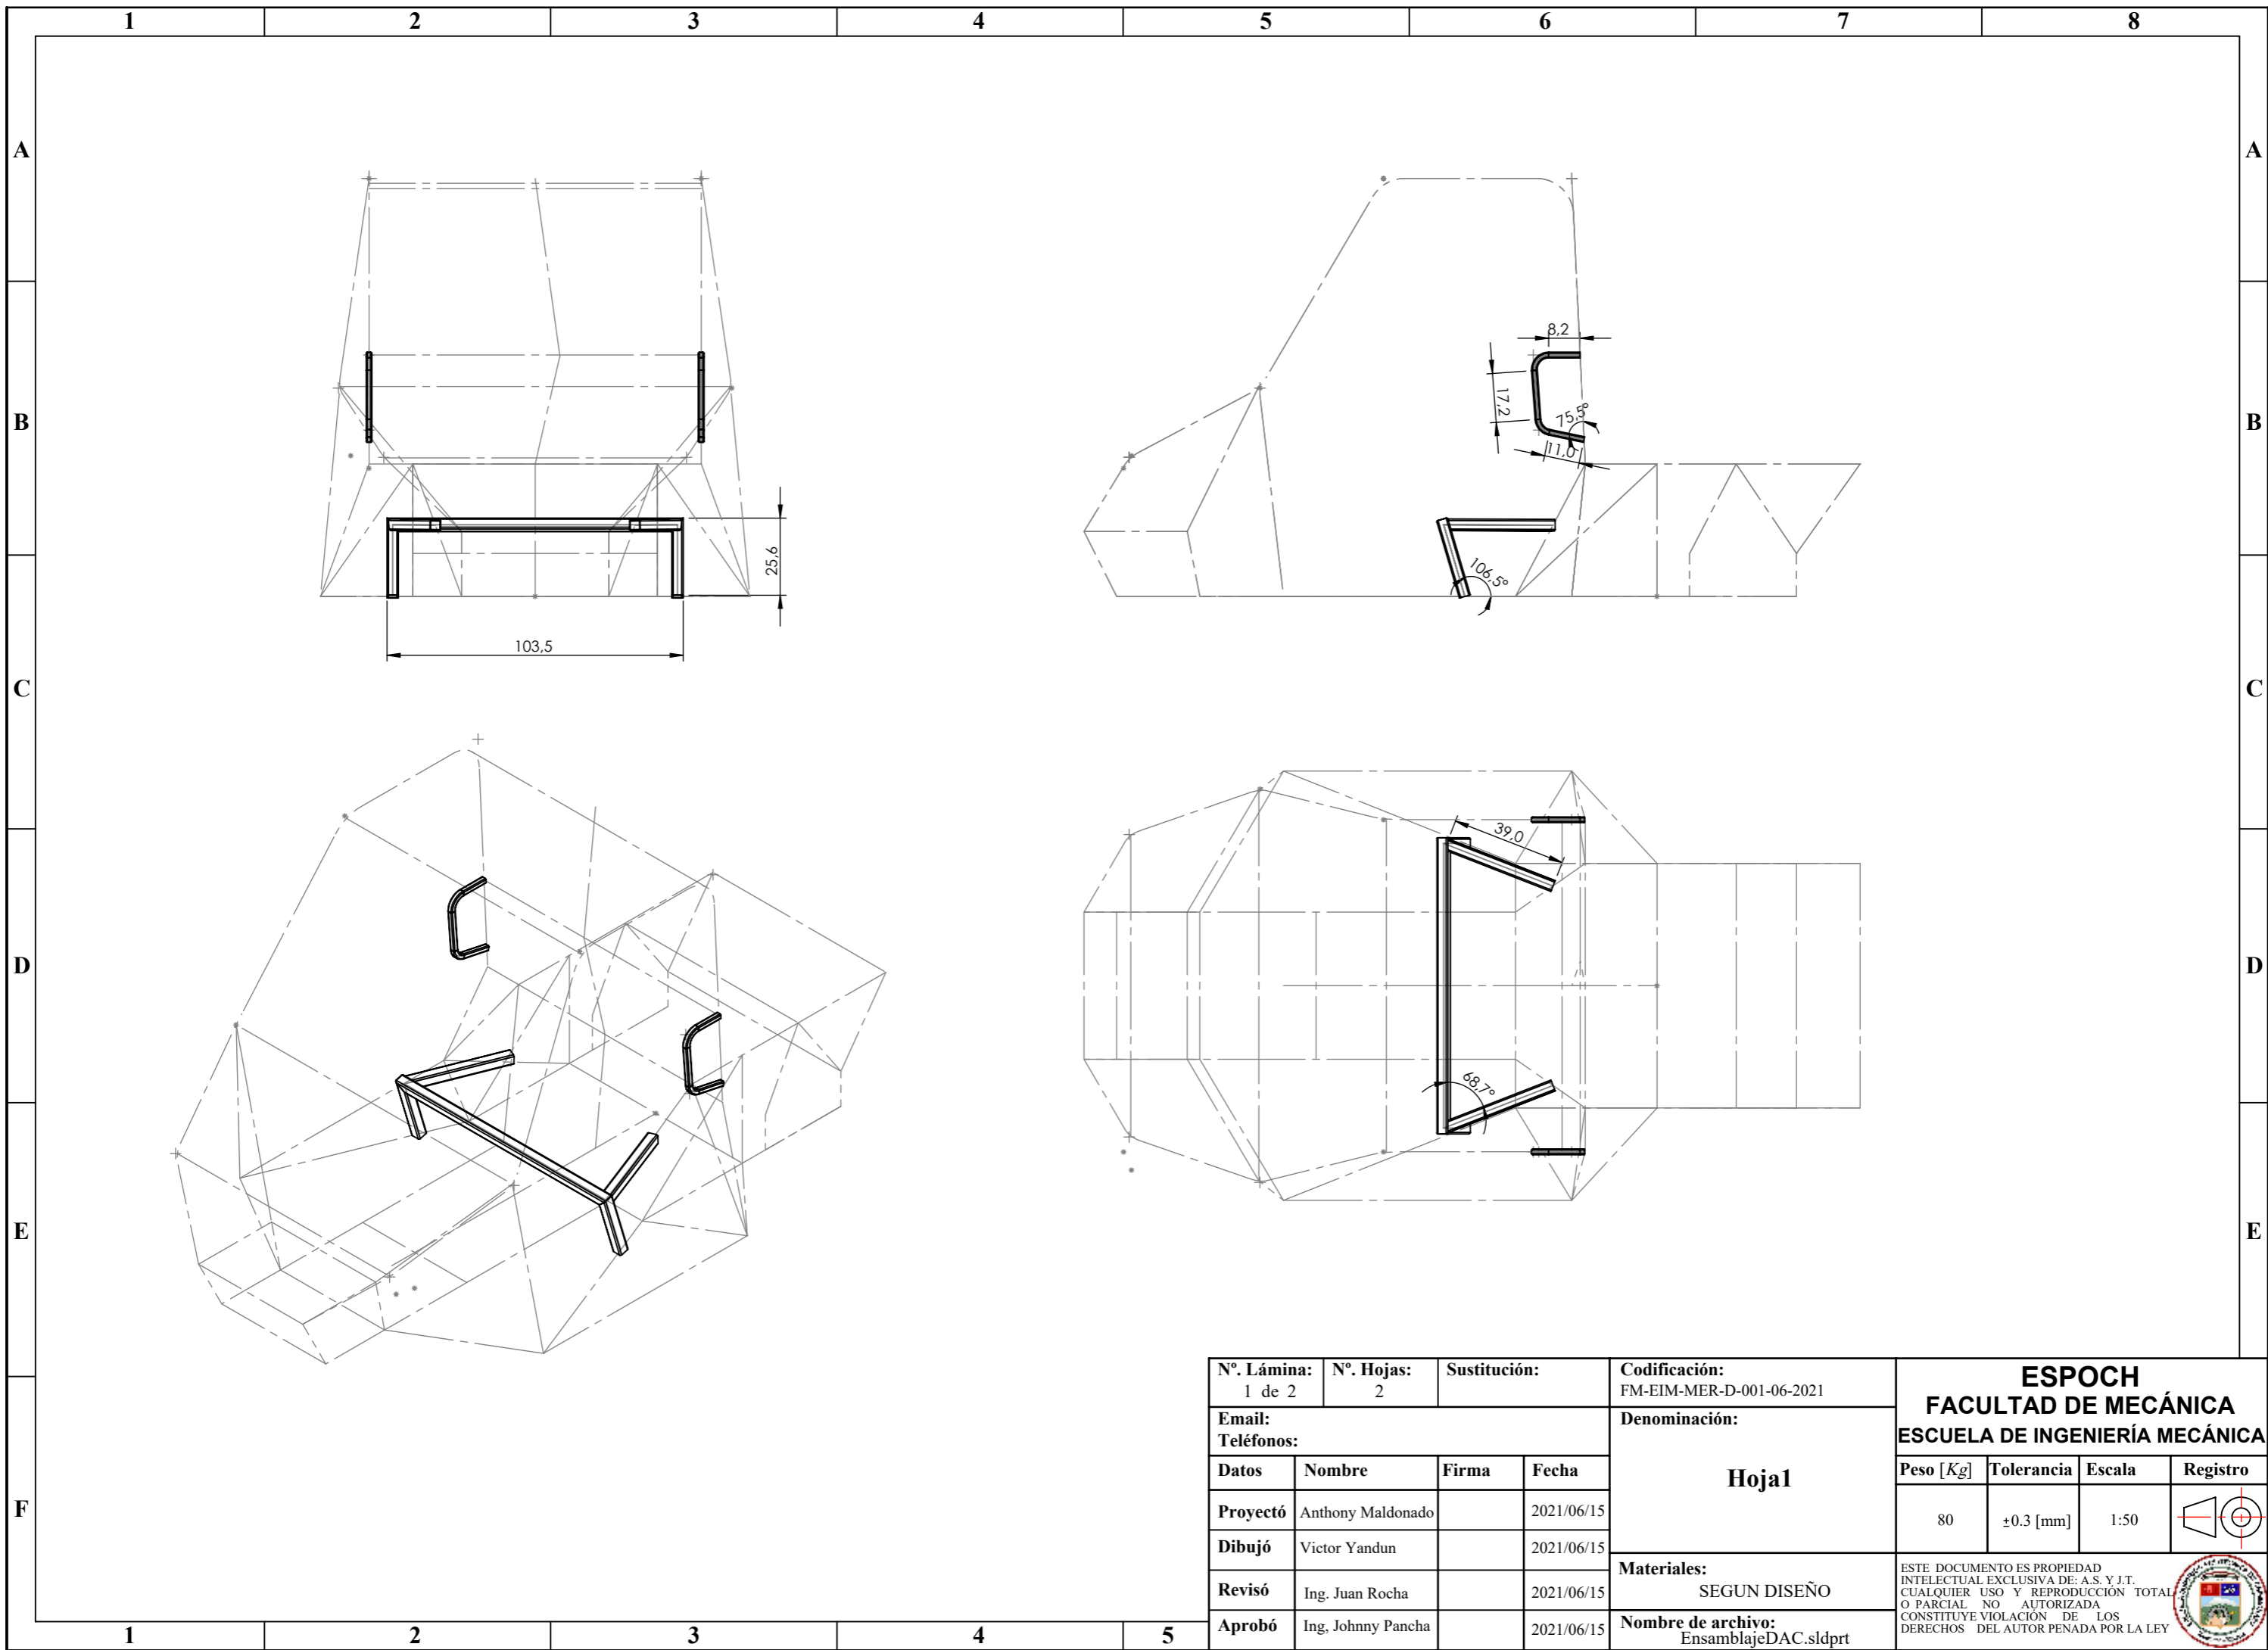 1 2 3 4 5 6 7 8
A A
B B
C C
D D
E E
F
25,6
103,5
8,2
17,2
75,5°
11,0
106,5°
39,0
68,7°
Nº. Lámina: Nº. Hojas: Sustitución: Codificación:
1 de 2 2 FM-EIM-MER-D-001-06-2021
Email:
Teléfonos:
Denominación:
Hoja1
Datos Nombre Firma Fecha
Proyectó Anthony Maldonado 2021/06/15
Dibujó Victor Yandun 2021/06/15
Revisó Ing. Juan Rocha 2021/06/15
Aprobó Ing, Johnny Pancha 2021/06/15
Materiales:
SEGUN DISEÑO
Nombre de archivo:
EnsamblajeDAC.sldprt
ESPOCH
FACULTAD DE MECÁNICA
ESCUELA DE INGENIERÍA MECÁNICA
Peso [Kg] Tolerancia Escala Registro
80 ±0.3 [mm] 1:50
ESTE DOCUMENTO ES PROPIEDAD
INTELECTUAL EXCLUSIVA DE: A.S. Y J.T.
CUALQUIER USO Y REPRODUCCIÓN TOTAL
O PARCIAL NO AUTORIZADA
CONSTITUYE VIOLACIÓN DE LOS
DERECHOS DEL AUTOR PENADA POR LA LEY
1 2 3 4 5